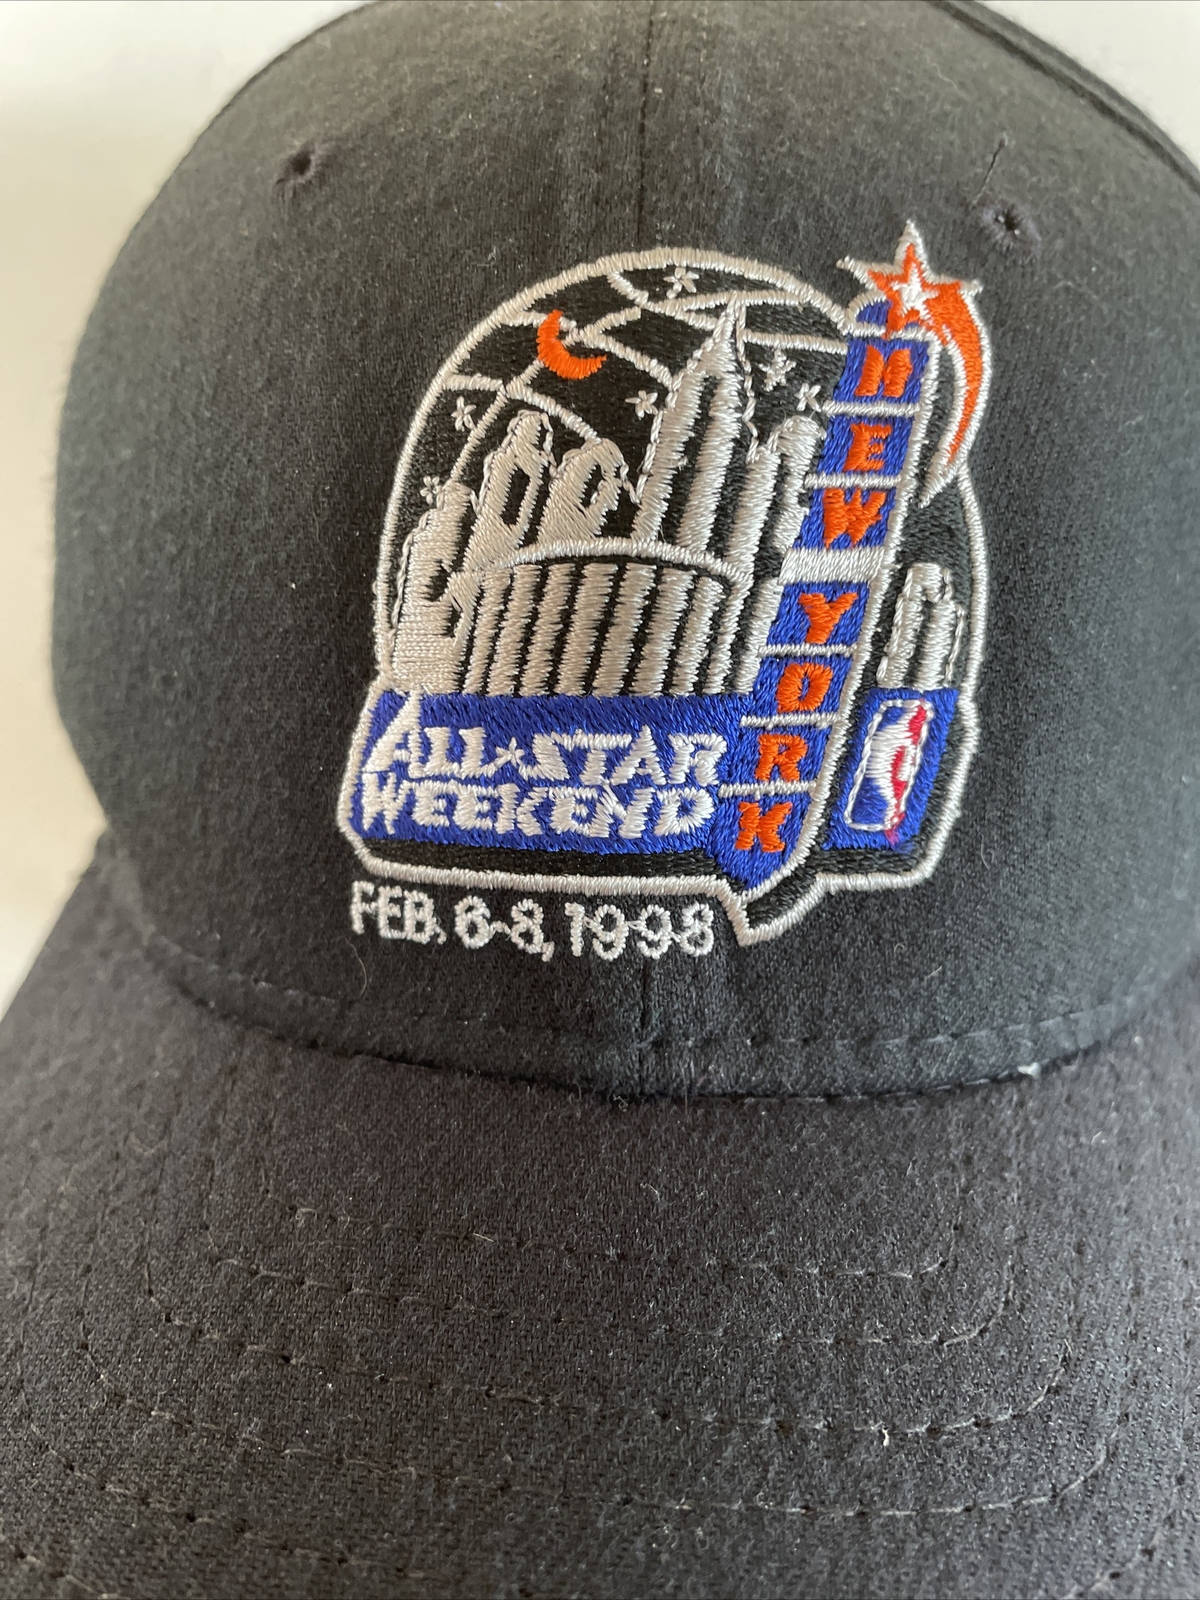 NEW YORK
ALL★STAR
WEEKEND
FEB. 6-8, 1998